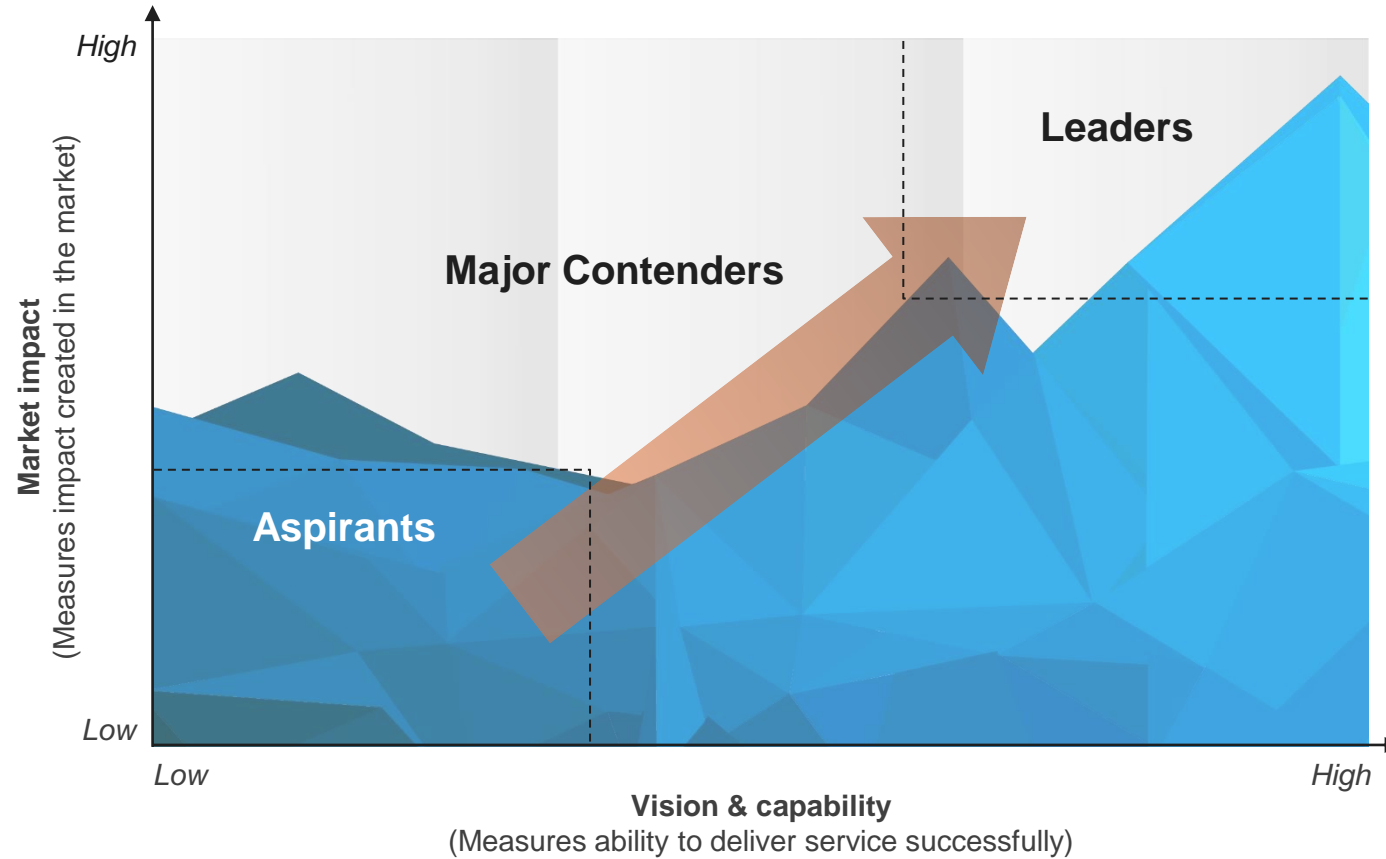 High
Leaders
Major Contenders
Market impact
(Measures impact created in the market)
Aspirants
Low
Low
High
Vision & capability
(Measures ability to deliver service successfully)